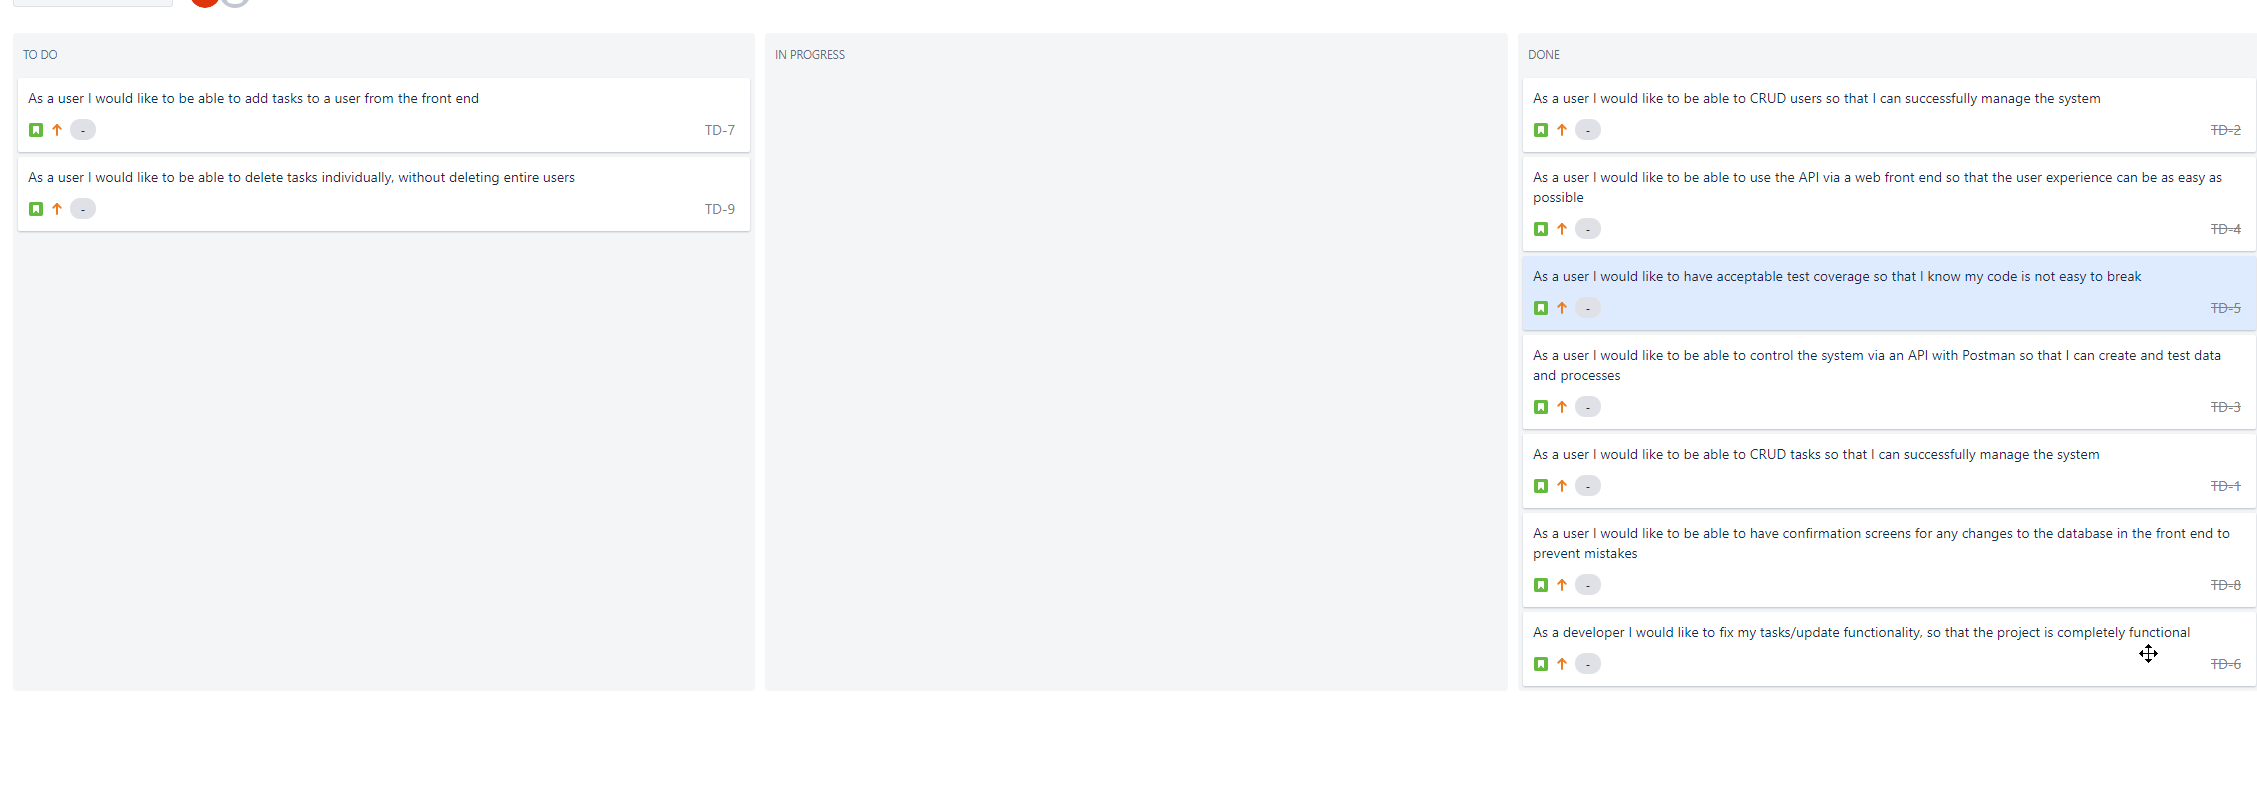 TO DO
As a user I would like to be able to add tasks to a user from the front end
-
TD-7
As a user I would like to be able to delete tasks individually, without deleting entire users
-
TD-9
IN PROGRESS
DONE
As a user I would like to be able to CRUD users so that I can successfully manage the system
-
TD-2
As a user I would like to be able to use the API via a web front end so that the user experience can be as easy as
possible
-
TD-4
As a user I would like to have acceptable test coverage so that I know my code is not easy to break
-
TD-5
As a user I would like to be able to control the system via an API with Postman so that I can create and test data
and processes
-
TD-3
As a user I would like to be able to CRUD tasks so that I can successfully manage the system
-
TD-1
As a user I would like to be able to have confirmation screens for any changes to the database in the front end to
prevent mistakes
-
TD-8
As a developer I would like to fix my tasks/update functionality, so that the project is completely functional
-
TD-6